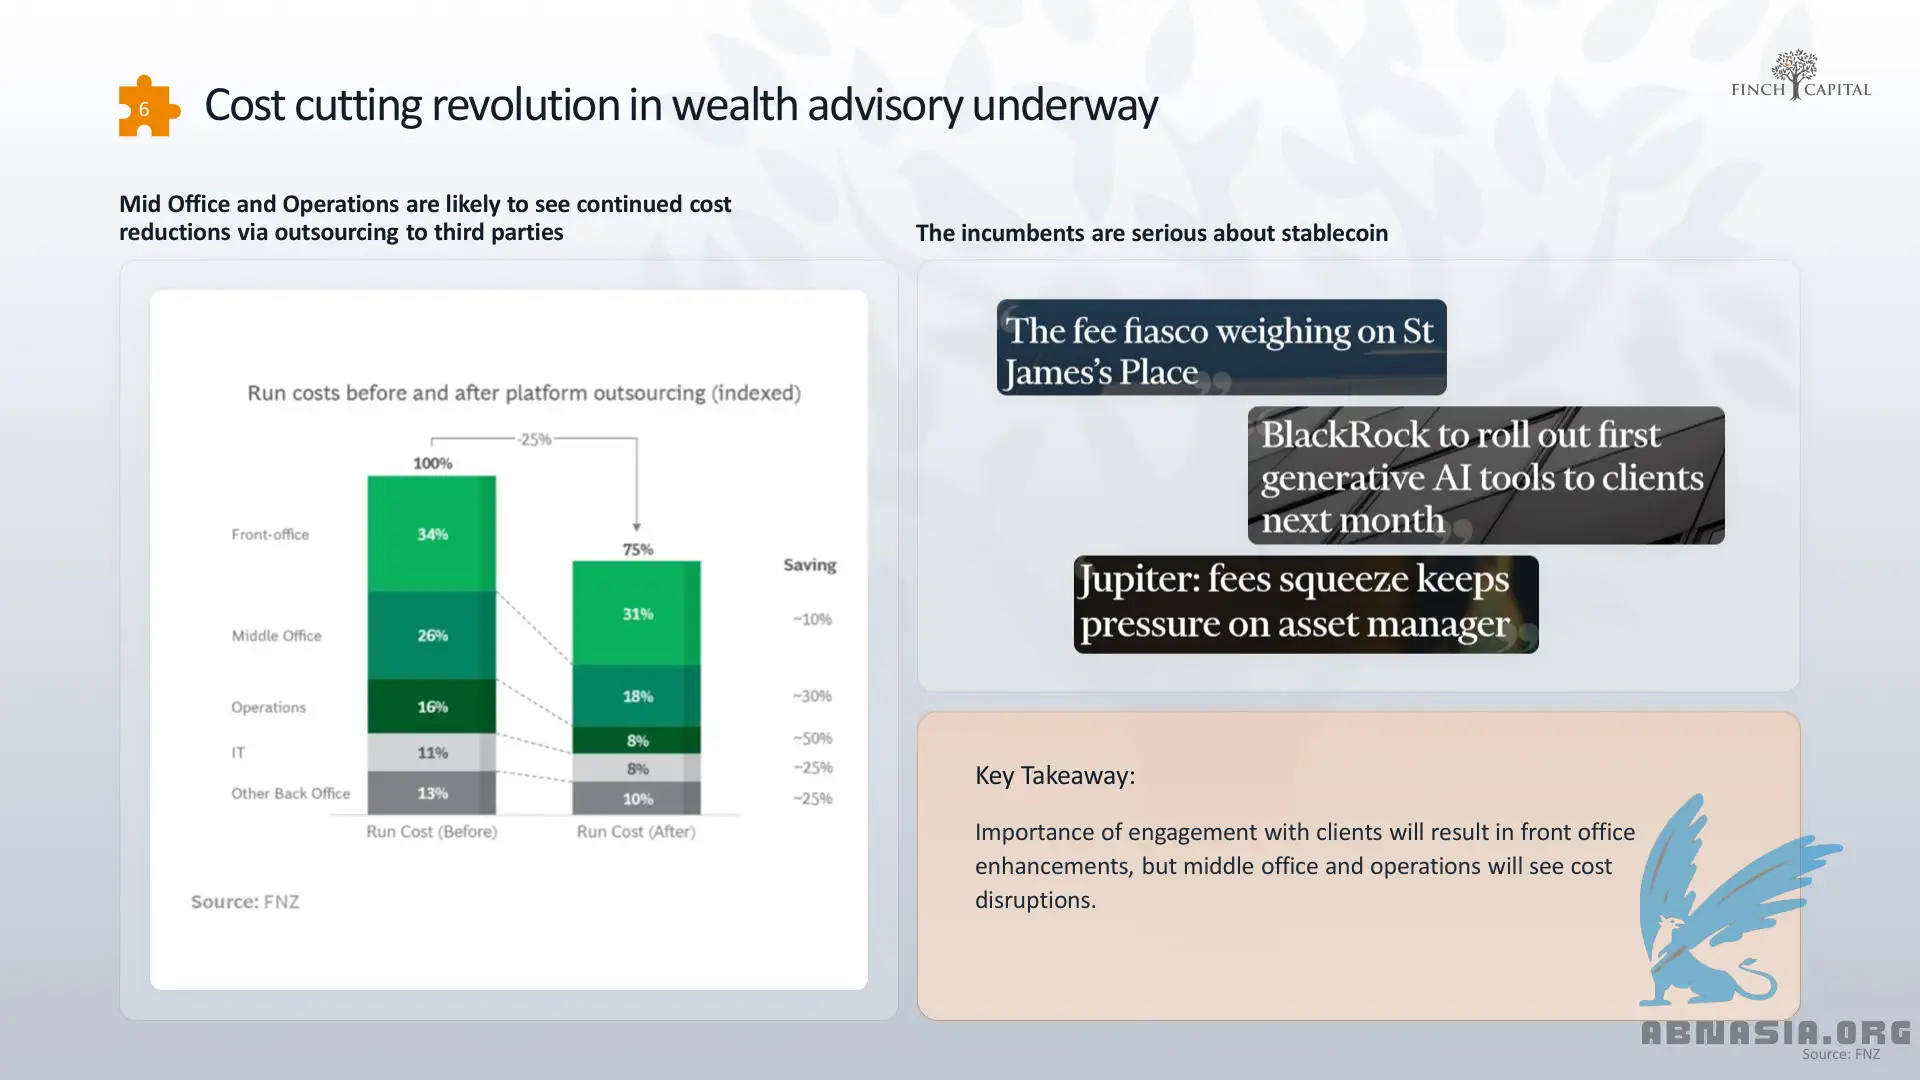 6
Cost cutting revolution in wealth advisory underway
FINCH CAPITAL
Mid Office and Operations are likely to see continued cost
reductions via outsourcing to third parties
Run costs before and after platform outsourcing (indexed)
-25%
100%
75%
Saving
Front-office
34%
31%
~10%
Middle Office
26%
18%
~30%
Operations
16%
8%
~50%
IT
11%
8%
~25%
Other Back Office
13%
10%
~25%
Run Cost (Before)
Run Cost (After)
Source: FNZ
The incumbents are serious about stablecoin
“The fee fiasco weighing on St
James’s Place”
“BlackRock to roll out first
generative AI tools to clients
next month”
Jupiter: fees squeeze keeps
pressure on asset manager”
Key Takeaway:
Importance of engagement with clients will result in front office
enhancements, but middle office and operations will see cost
disruptions.
ABNASIA.ORG
Source: FNZ